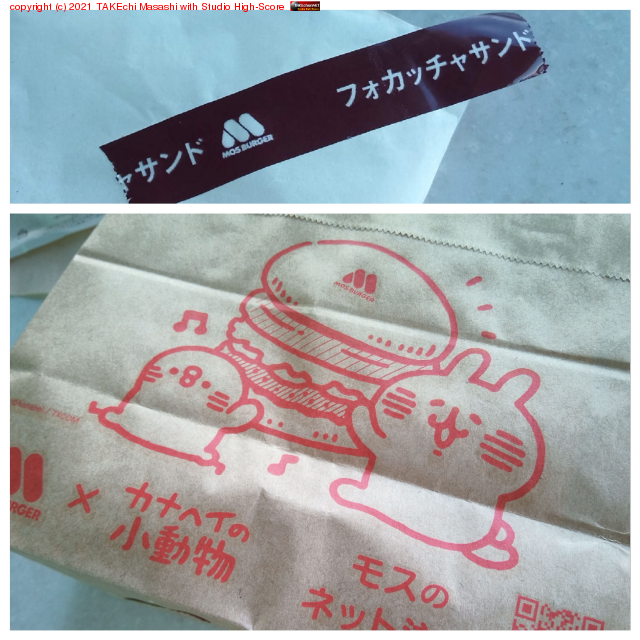 copyright (c) 2021 TAKEchi Masashi with Studio High-Score
フォカッチャサンド
MOS BURGER
ャサンド
MOS BURGER
× カナヘイの
小動物
モスの
ネット